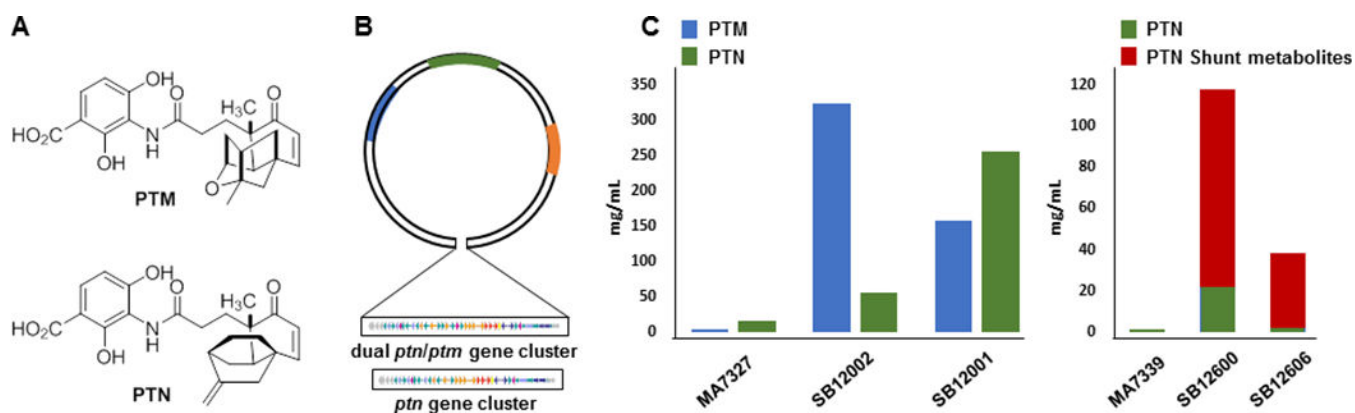 A
OH
O
H₃C
O
HO₂C
N
H
OH
O
PTM
OH
O
H₃C
O
HO₂C
N
H
OH
PTN
B
dual ptn/ptm gene cluster
ptn gene cluster
C
PTM
PTN
mg/mL
350
300
250
200
150
100
50
0
MA7327
SB12002
SB12001
PTN
PTN Shunt metabolites
mg/mL
120
100
80
60
40
20
0
MA7339
SB12600
SB12606